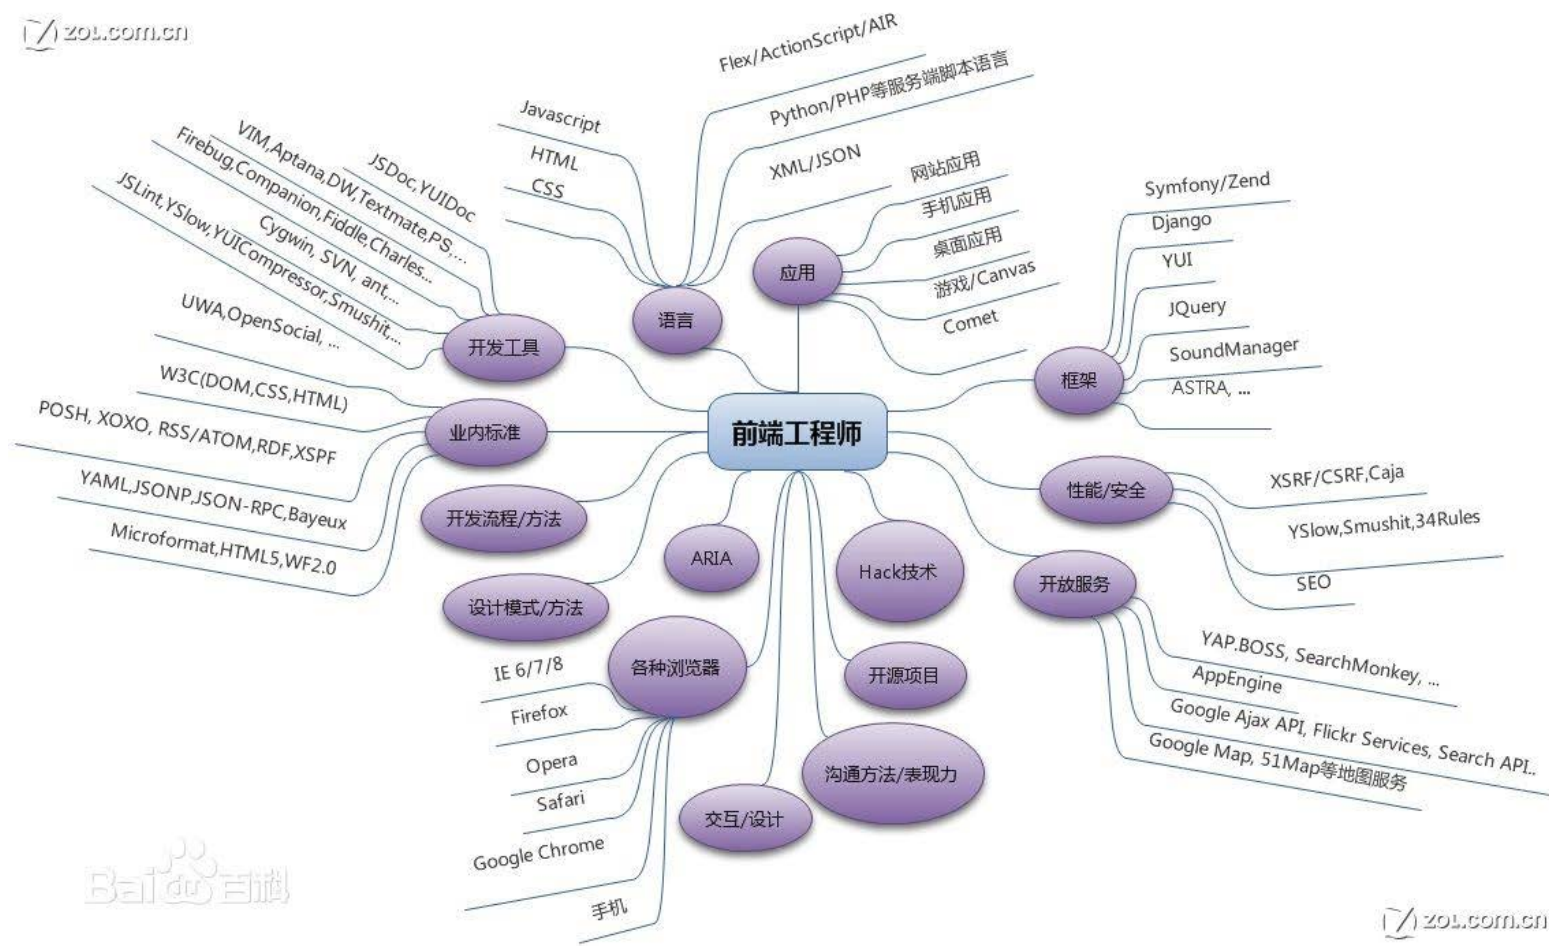 ZOL.COM.CN
Flex/ActionScript/AIR
Python/PHP等服务端脚本语言
XML/JSON
Javascript
HTML
CSS
语言
网站应用
手机应用
桌面应用
游戏/Canvas
Comet
应用
JSDoc,YUIDoc
VIM,Aptana,DW,Textmate,PS,...
Firebug,Companion,Fiddle,Charles...
Cygwin, SVN, ant,...
JSLint,YSlow,YUICompressor,Smushit,...
开发工具
Symfony/Zend
Django
YUI
JQuery
SoundManager
ASTRA, ...
框架
UWA,OpenSocial, ...
W3C(DOM,CSS,HTML)
POSH, XOXO, RSS/ATOM,RDF,XSPF
YAML,JSONP,JSON-RPC,Bayeux
Microformat,HTML5,WF2.0
业内标准
前端工程师
性能/安全
XSRF/CSRF,Caja
YSlow,Smushit,34Rules
SEO
开发流程/方法
设计模式/方法
ARIA
Hack技术
开放服务
YAP.BOSS, SearchMonkey, ...
AppEngine
Google Ajax API, Flickr Services, Search API..
Google Map, 51Map等地图服务
各种浏览器
IE 6/7/8
Firefox
Opera
Safari
Google Chrome
手机
开源项目
沟通方法/表现力
交互/设计
Bai du 百科
ZOL.COM.CN